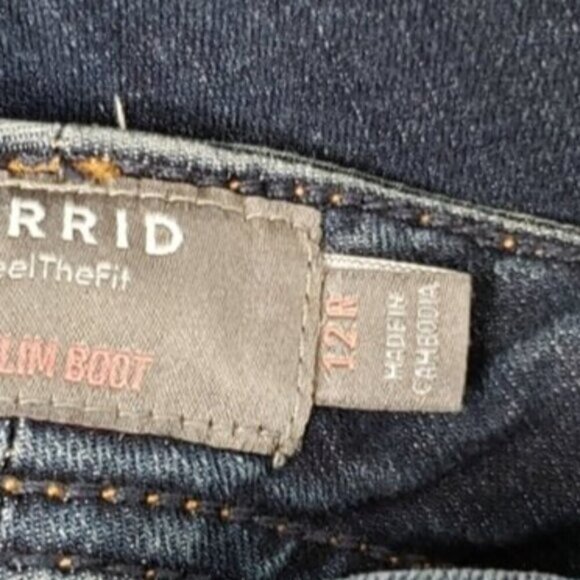 RRID
eelTheFit
LIM BOOT
12R
MADE IN
CAMBODIA